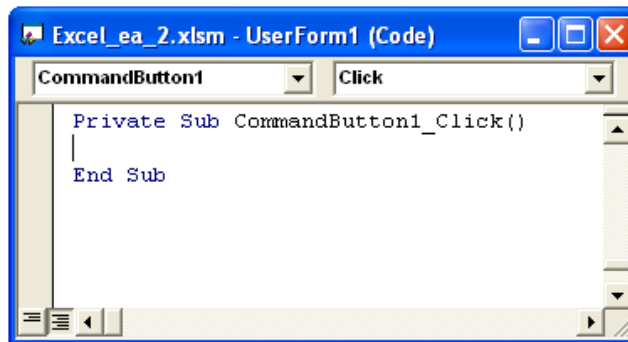 Excel_ea_2.xlsm - UserForm1 (Code)
CommandButton1 Click
Private Sub CommandButton1_Click()
End Sub